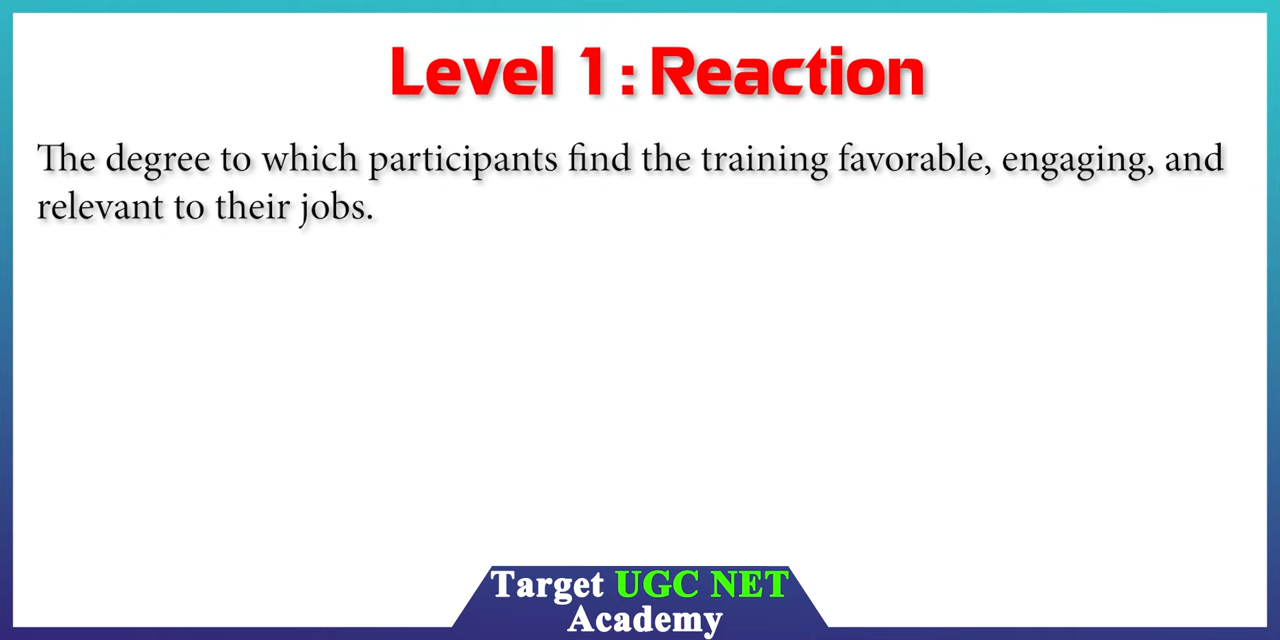 Level 1: Reaction
The degree to which participants find the training favorable, engaging, and
relevant to their jobs.
Target UGC NET
Academy